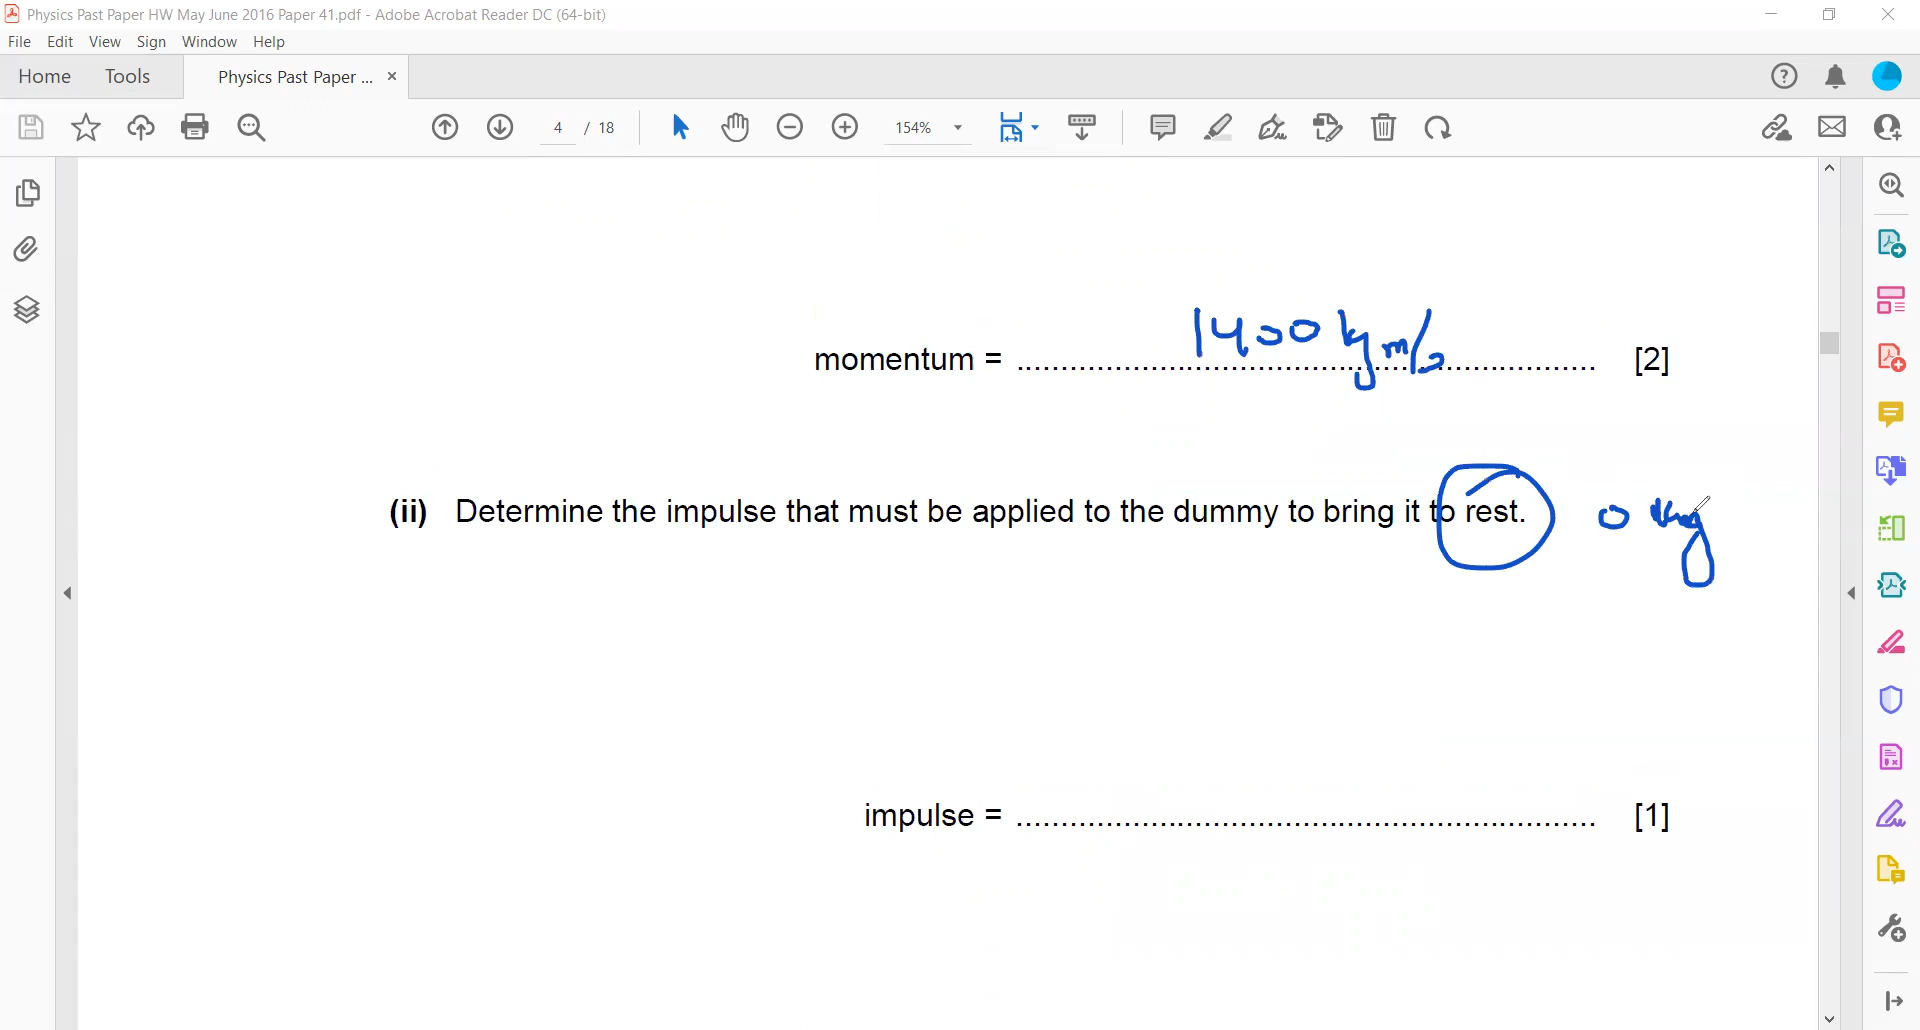 Physics Past Paper HW May June 2016 Paper 41.pdf - Adobe Acrobat Reader DC (64-bit)
File Edit View Sign Window Help
Home Tools Physics Past Paper ... ×
4 / 18 154%
1400 kg m/s
momentum = .................................................................. [2]
(ii) Determine the impulse that must be applied to the dummy to bring it to rest. 0 kg
impulse = .................................................................. [1]